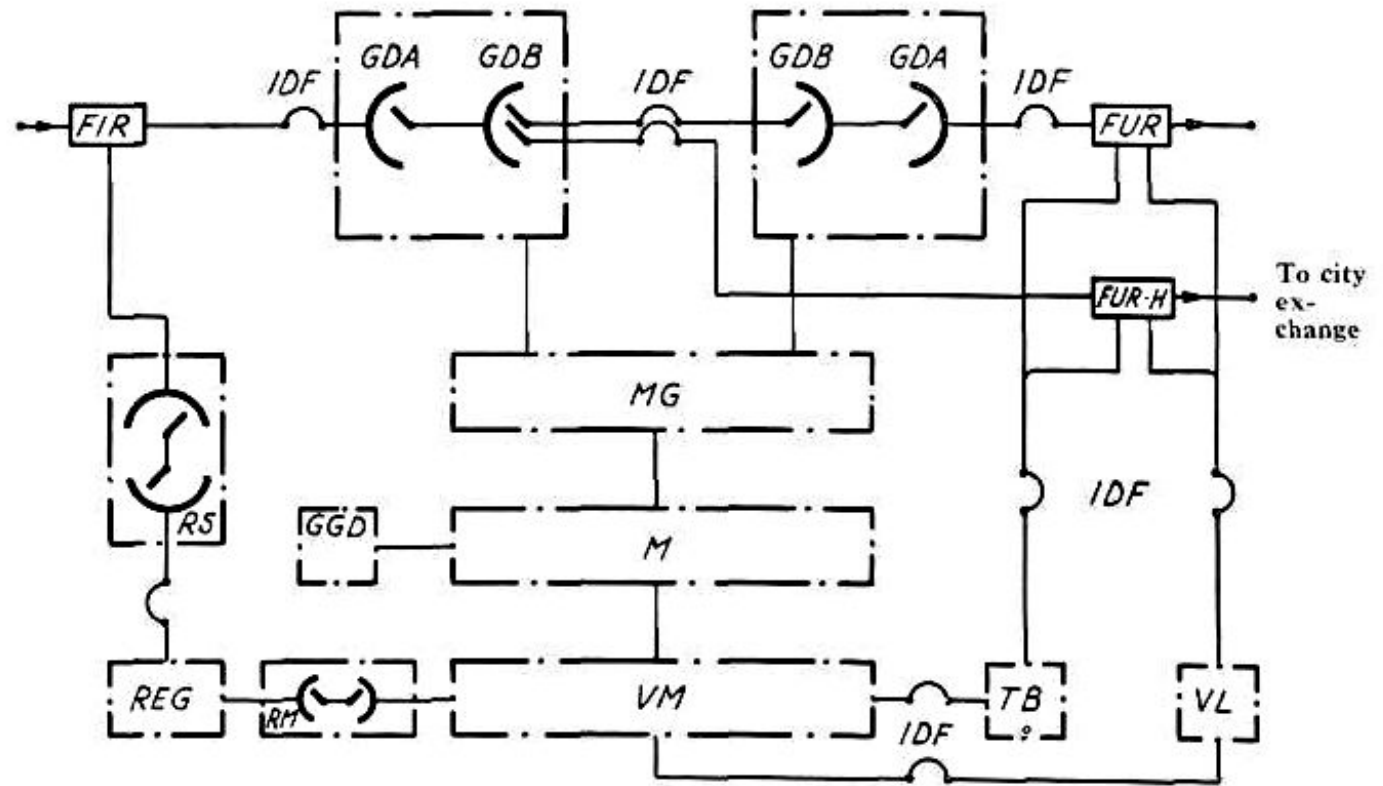 IDF
GDA
GDB
IDF
GDB
GDA
IDF
FIR
FUR
FUR-H
To city
ex-
change
MG
RS
GGD
M
IDF
REG
RM
VM
TB
VL
IDF